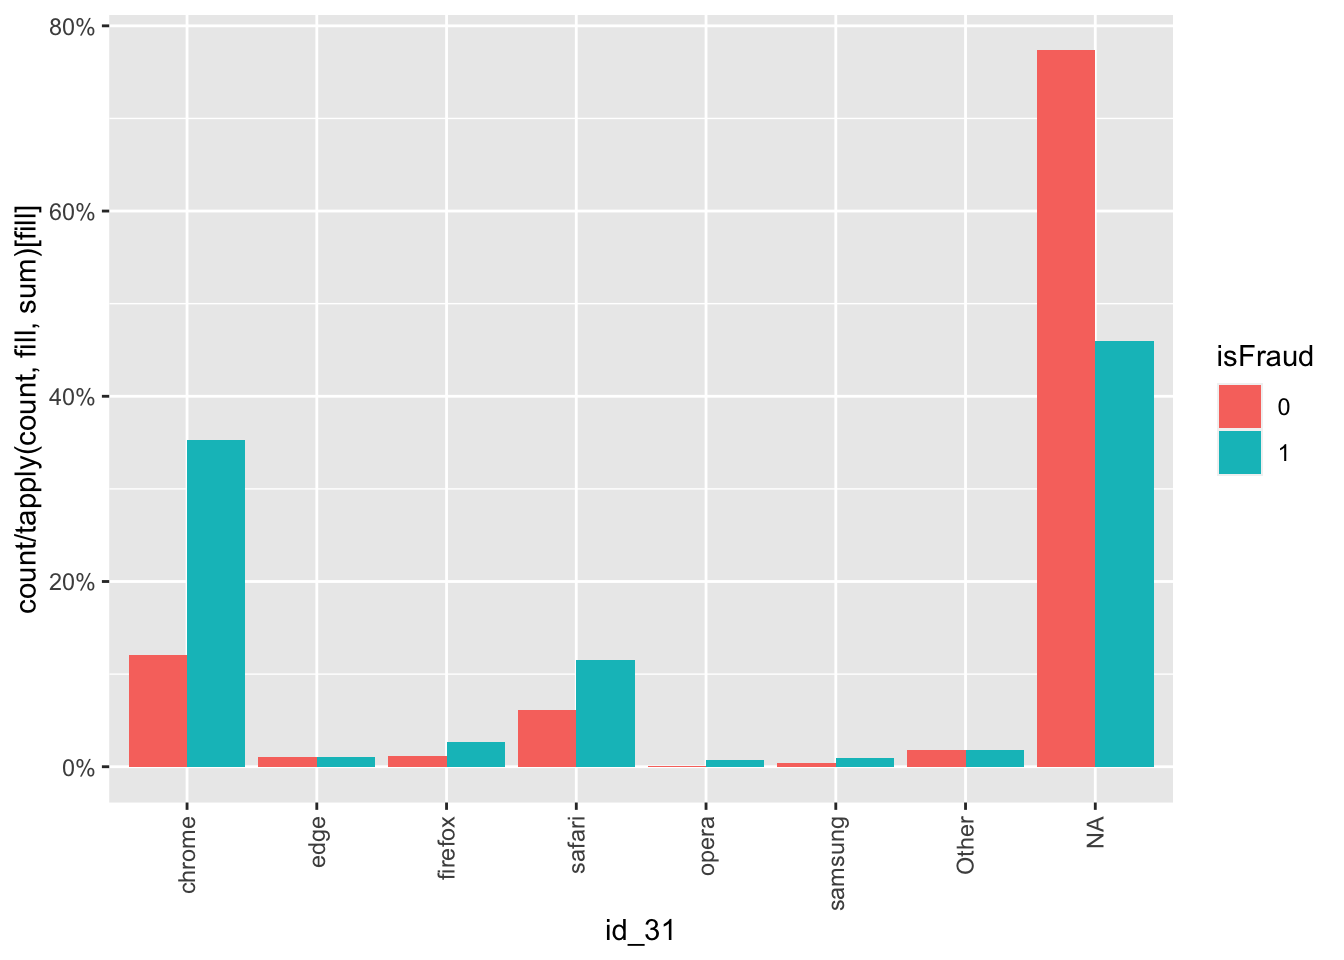 80%
60%
40%
20%
0%
count/tapply(count, fill, sum)[fill]
chrome
edge
firefox
safari
opera
samsung
Other
NA
id_31
isFraud
0
1